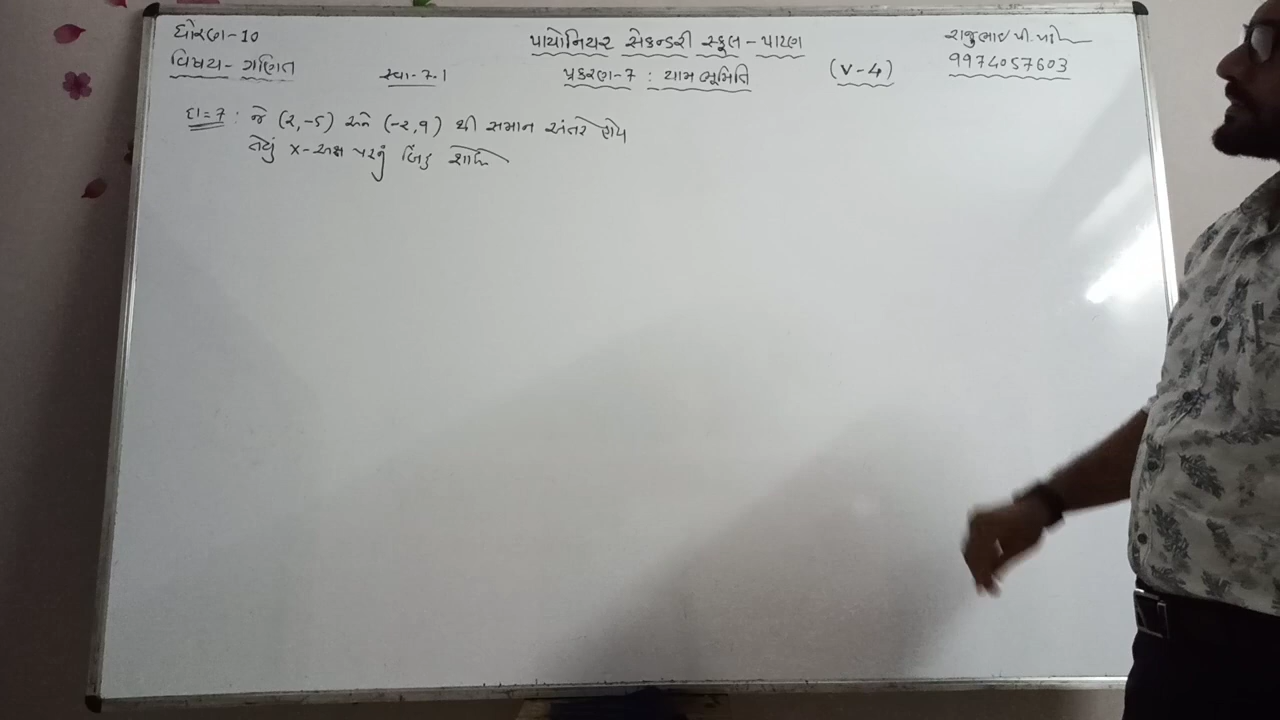 ધોરણ-10
પાયોનિયર સેકન્ડરી સ્કુલ - પાટણ
રાજુભાઇ પી.
વિષય - ગણિત
સ્વા-7.1
પ્રકરણ-7 : યામ ભૂમિતિ
(V-4)
9974057603
દા=7 : જે (2,-5) અને (-2,9) થી સમાન અંતરે હોય
તેવું X-અક્ષ પરનું બિંદુ શોધો